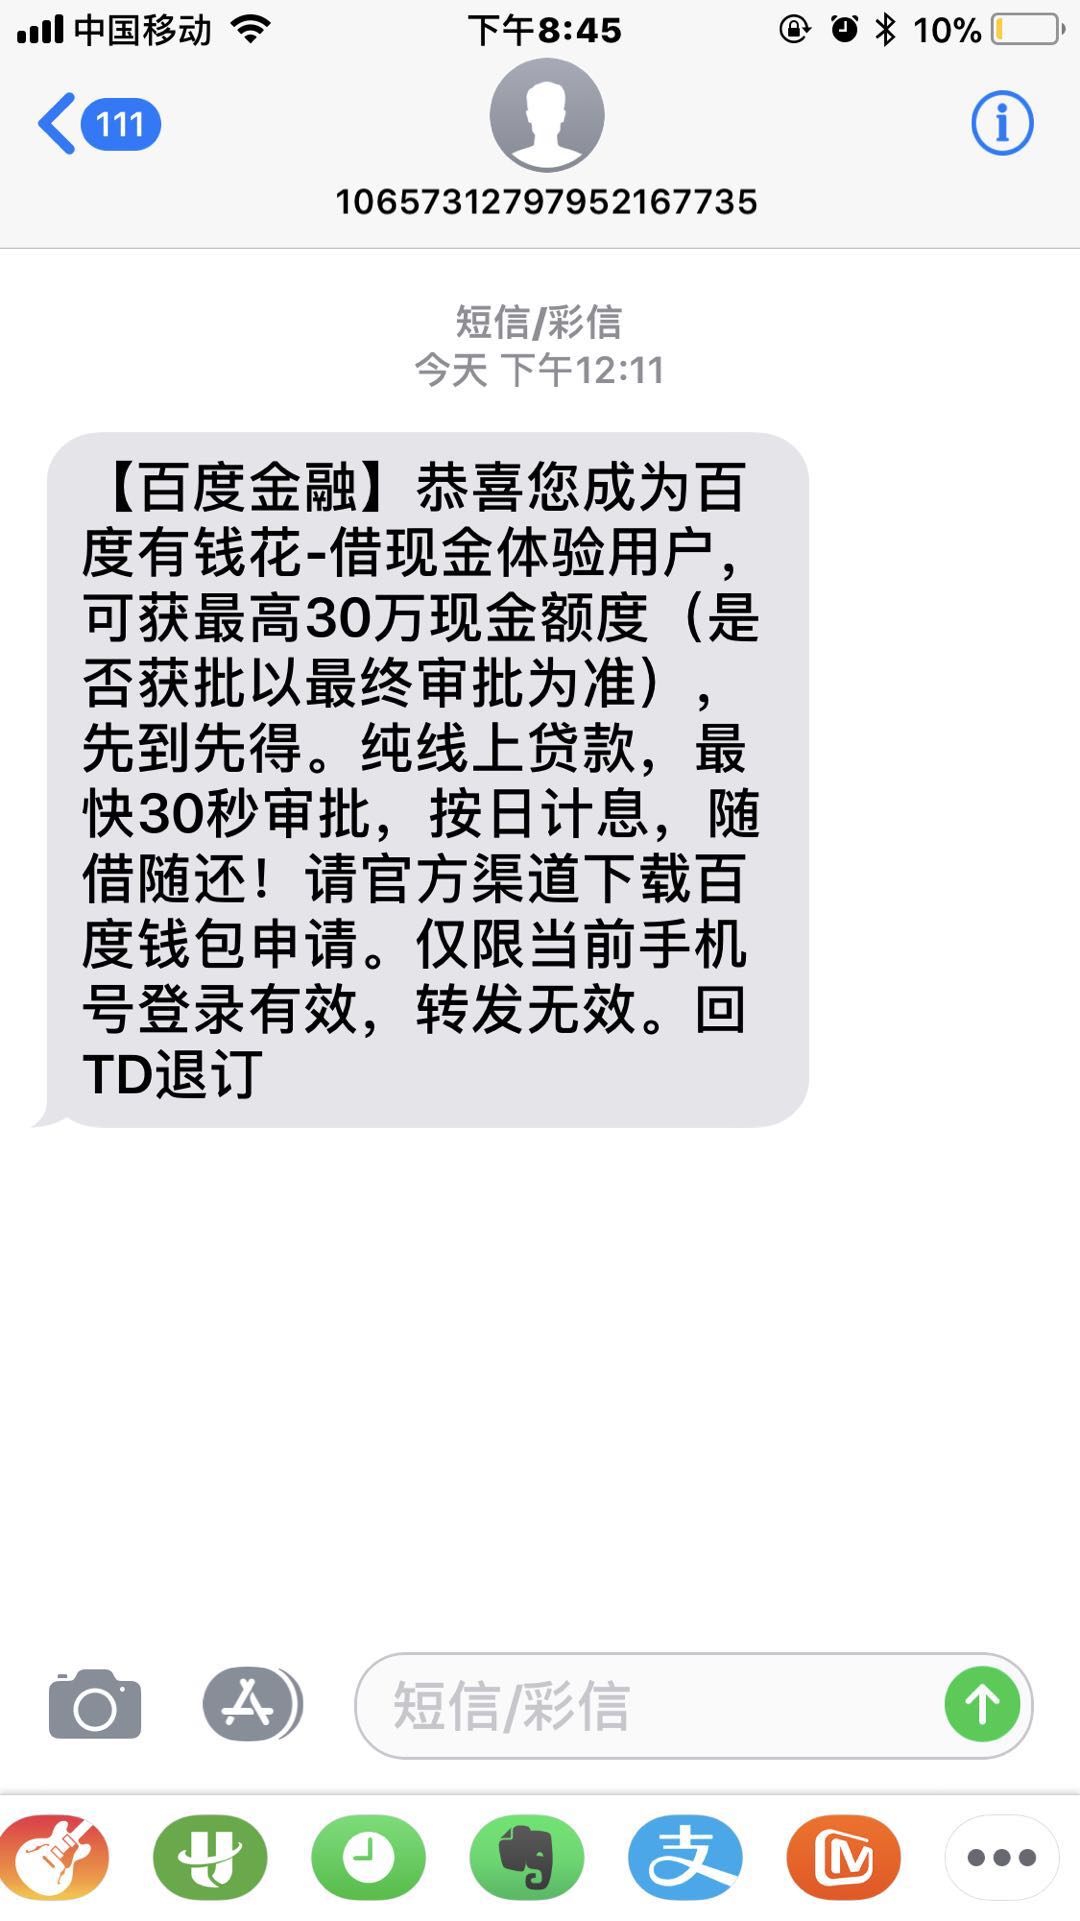 中国移动 下午8:45 10%
111
10657312797952167735
短信/彩信
今天 下午12:11
【百度金融】恭喜您成为百
度有钱花-借现金体验用户，
可获最高30万现金额度（是
否获批以最终审批为准），
先到先得。纯线上贷款，最
快30秒审批，按日计息，随
借随还！请官方渠道下载百
度钱包申请。仅限当前手机
号登录有效，转发无效。回
TD退订
短信/彩信
支